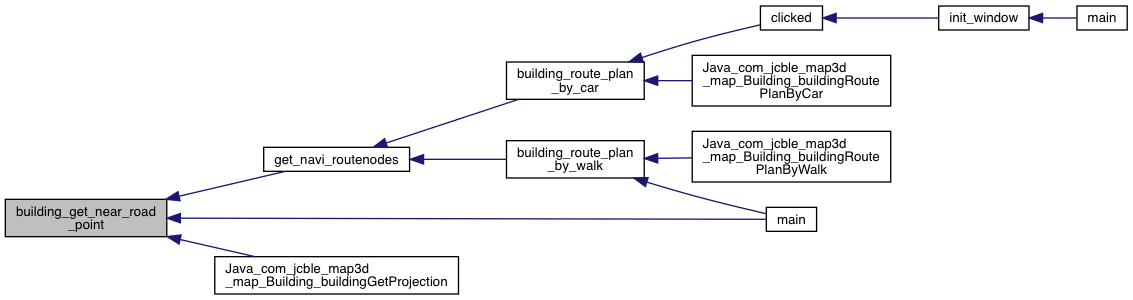 clicked
init_window
main
building_route_plan
_by_car
Java_com_jcble_map3d
_map_Building_buildingRoute
PlanByCar
get_navi_routenodes
building_route_plan
_by_walk
Java_com_jcble_map3d
_map_Building_buildingRoute
PlanByWalk
building_get_near_road
_point
main
Java_com_jcble_map3d
_map_Building_buildingGetProjection